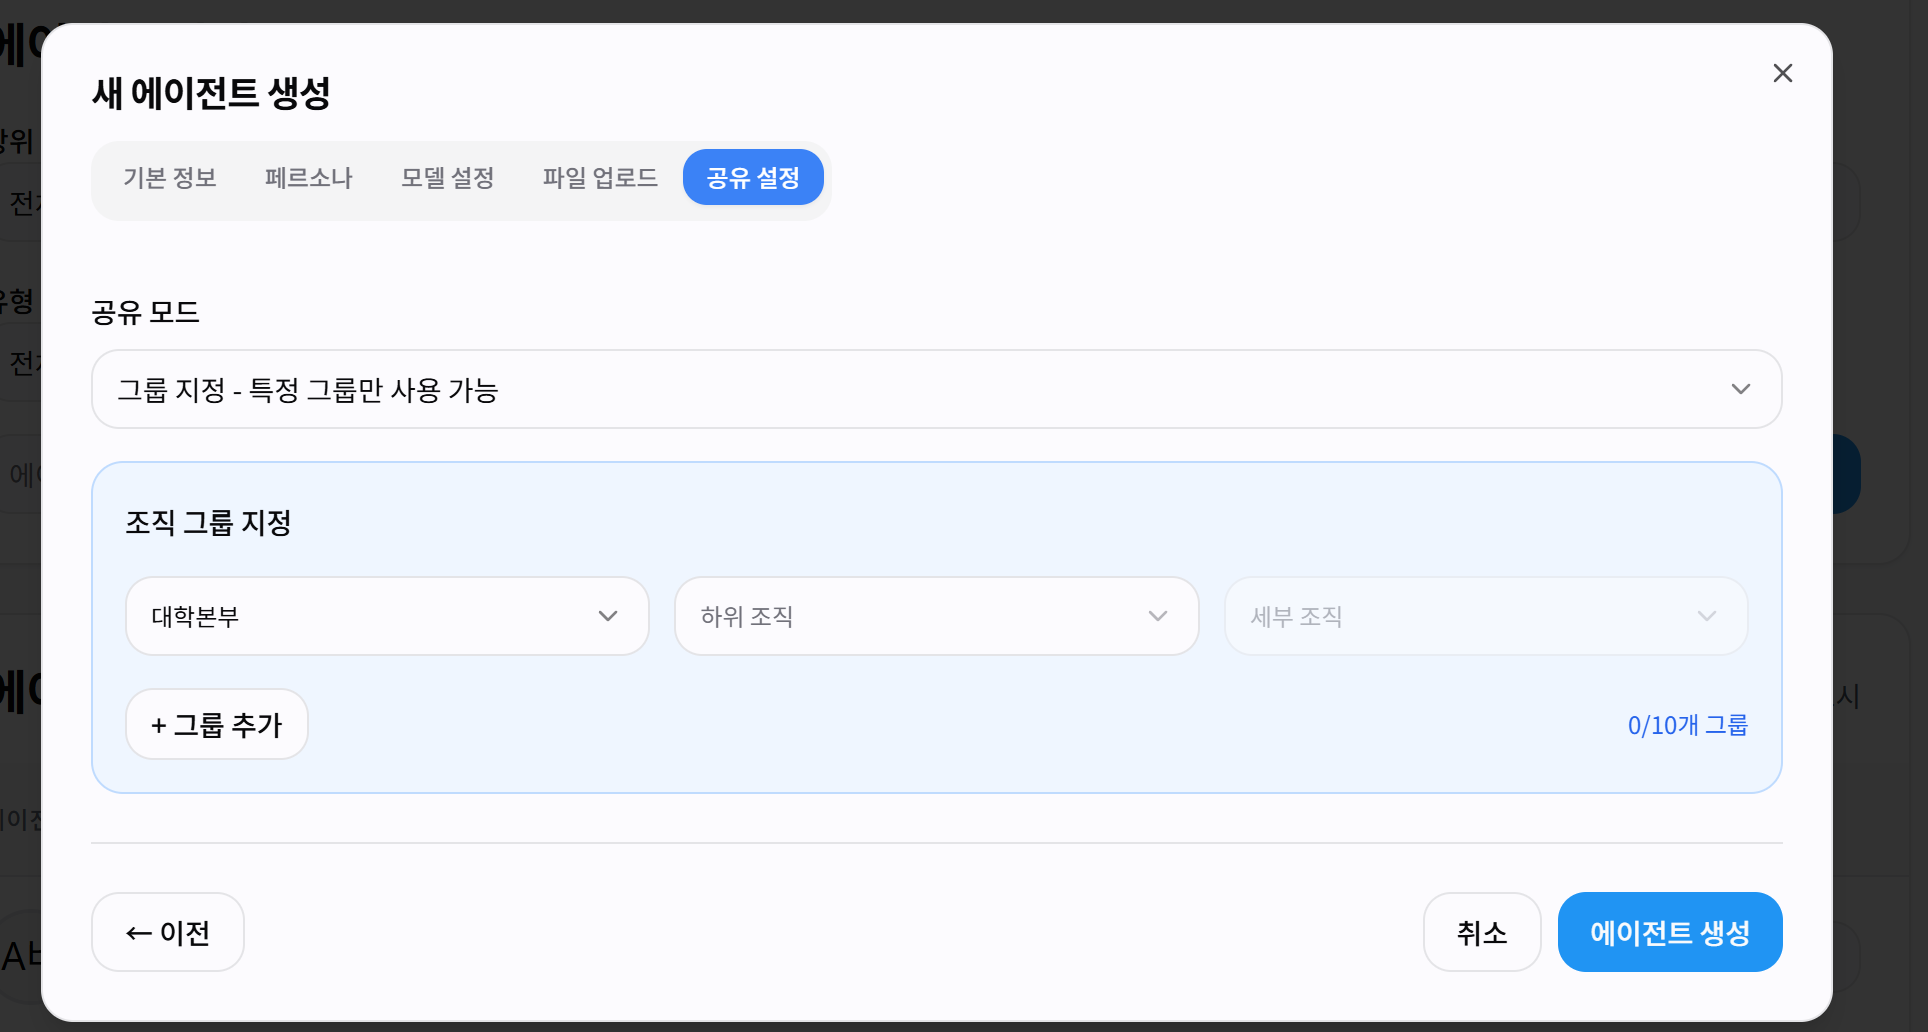 새 에이전트 생성
기본 정보 페르소나 모델 설정 파일 업로드 공유 설정
공유 모드
그룹 지정 - 특정 그룹만 사용 가능
조직 그룹 지정
대학본부 하위 조직 세부 조직
+ 그룹 추가 0/10개 그룹
← 이전 취소 에이전트 생성